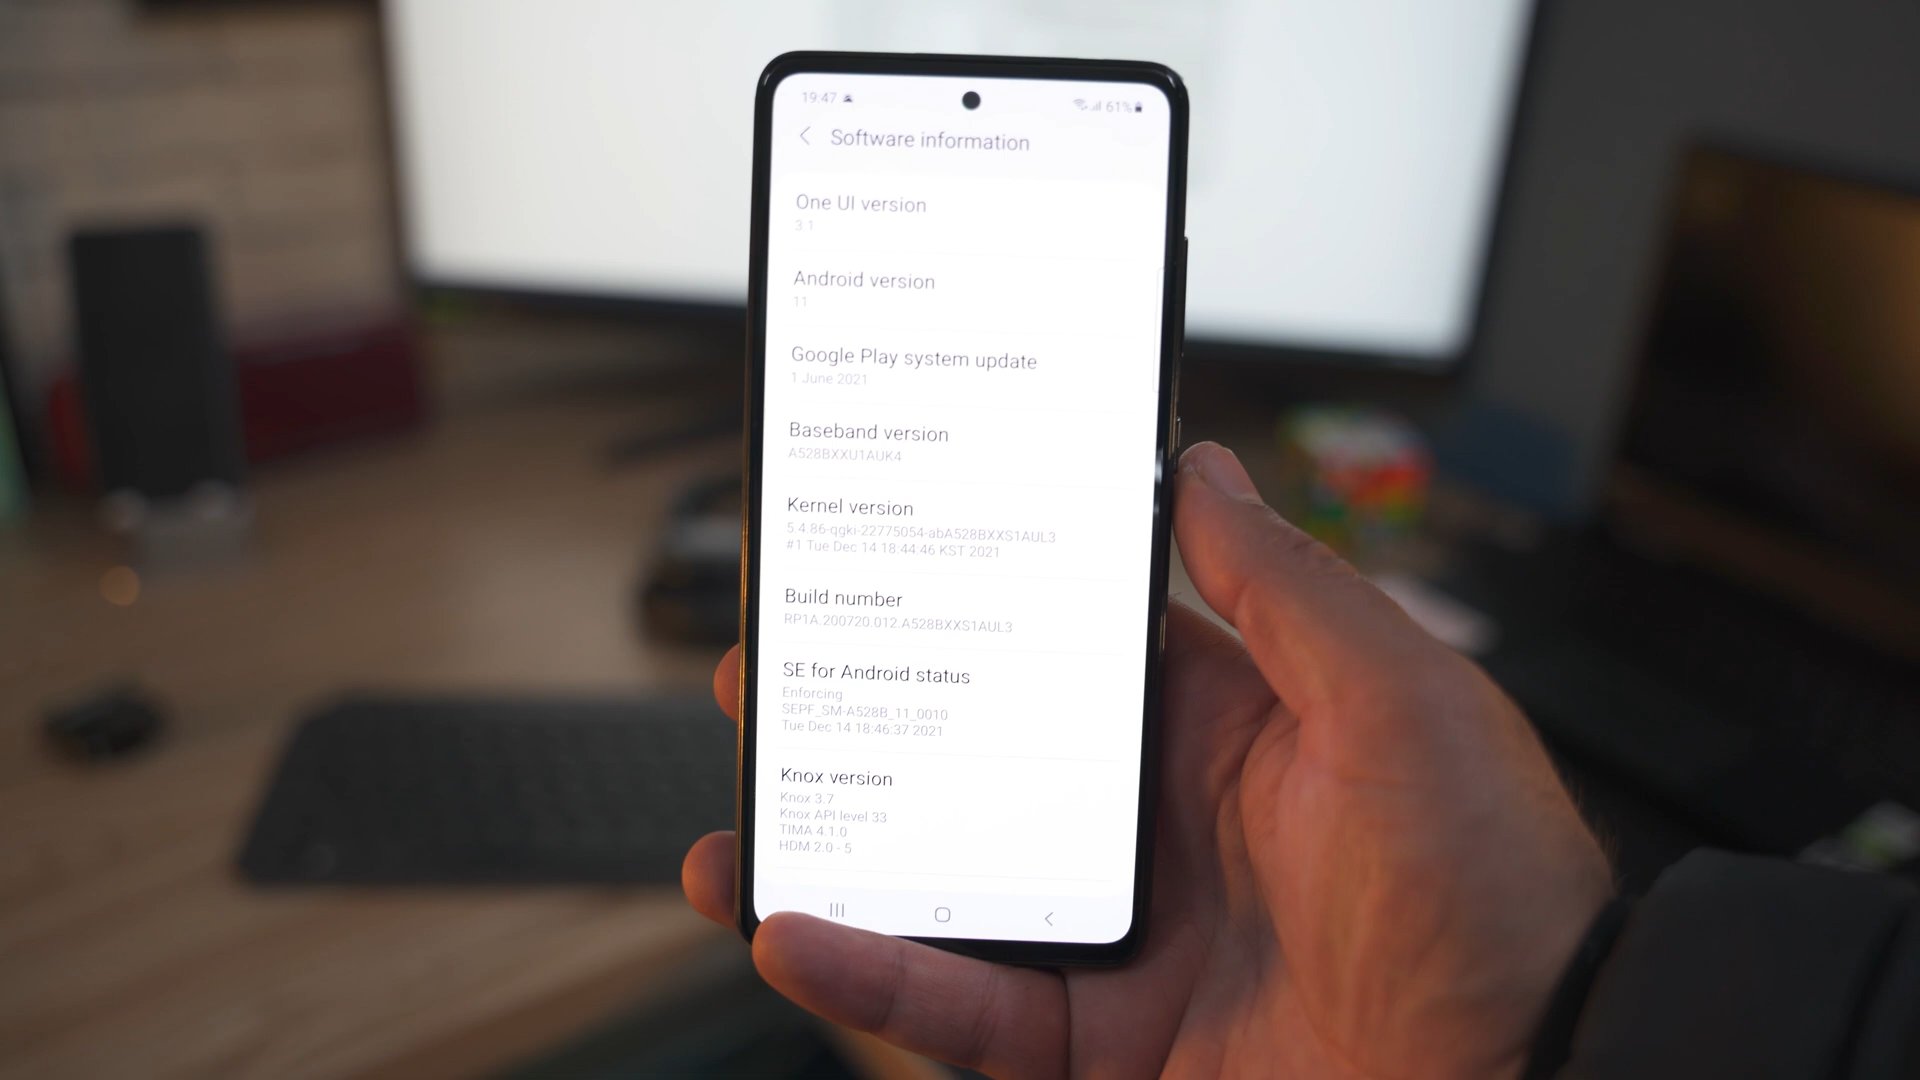 19:47 61%
Software information
One UI version
3.1
Android version
11
Google Play system update
1 June 2021
Baseband version
A528BXXU1AUK4
Kernel version
5.4.86-qgki-22775054-abA528BXXS1AUL3
#1 Tue Dec 14 18:44:46 KST 2021
Build number
RP1A.200720.012.A528BXXS1AUL3
SE for Android status
Enforcing
SEPF_SM-A528B_11_0010
Tue Dec 14 18:46:37 2021
Knox version
Knox 3.7
Knox API level 33
TIMA 4.1.0
HDM 2.0 - 5